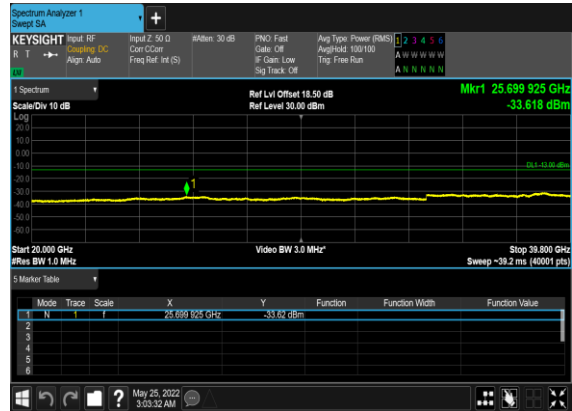 Spectrum Analyzer 1
Swept SA
+
KEYSIGHT Input: RF Input Z: 50 Ω #Atten: 30 dB PNO: Fast Avg Type: Power (RMS) 1 2 3 4 5 6
R T Coupling: DC Corr CCorr Gate: Off Avg|Hold: 100/100 A W W W W W
Align: Auto Freq Ref: Int (S) IF Gain: Low Trig: Free Run
Sig Track: Off A N N N N N
1 Spectrum Ref Lvl Offset 18.50 dB Mkr1 25.699 925 GHz
Scale/Div 10 dB Ref Level 30.00 dBm -33.618 dBm
Log
20.0
10.0
0.00
-10.0
DL1 -13.00 dBm
-20.0
1
-30.0
-40.0
-50.0
-60.0
Start 20.000 GHz Video BW 3.0 MHz* Stop 39.800 GHz
#Res BW 1.0 MHz Sweep ~39.2 ms (40001 pts)
5 Marker Table
Mode Trace Scale X Y Function Function Width Function Value
1 N 1 f 25.699 925 GHz -33.62 dBm
2
3
4
5
6
? May 25, 2022
3:03:32 AM